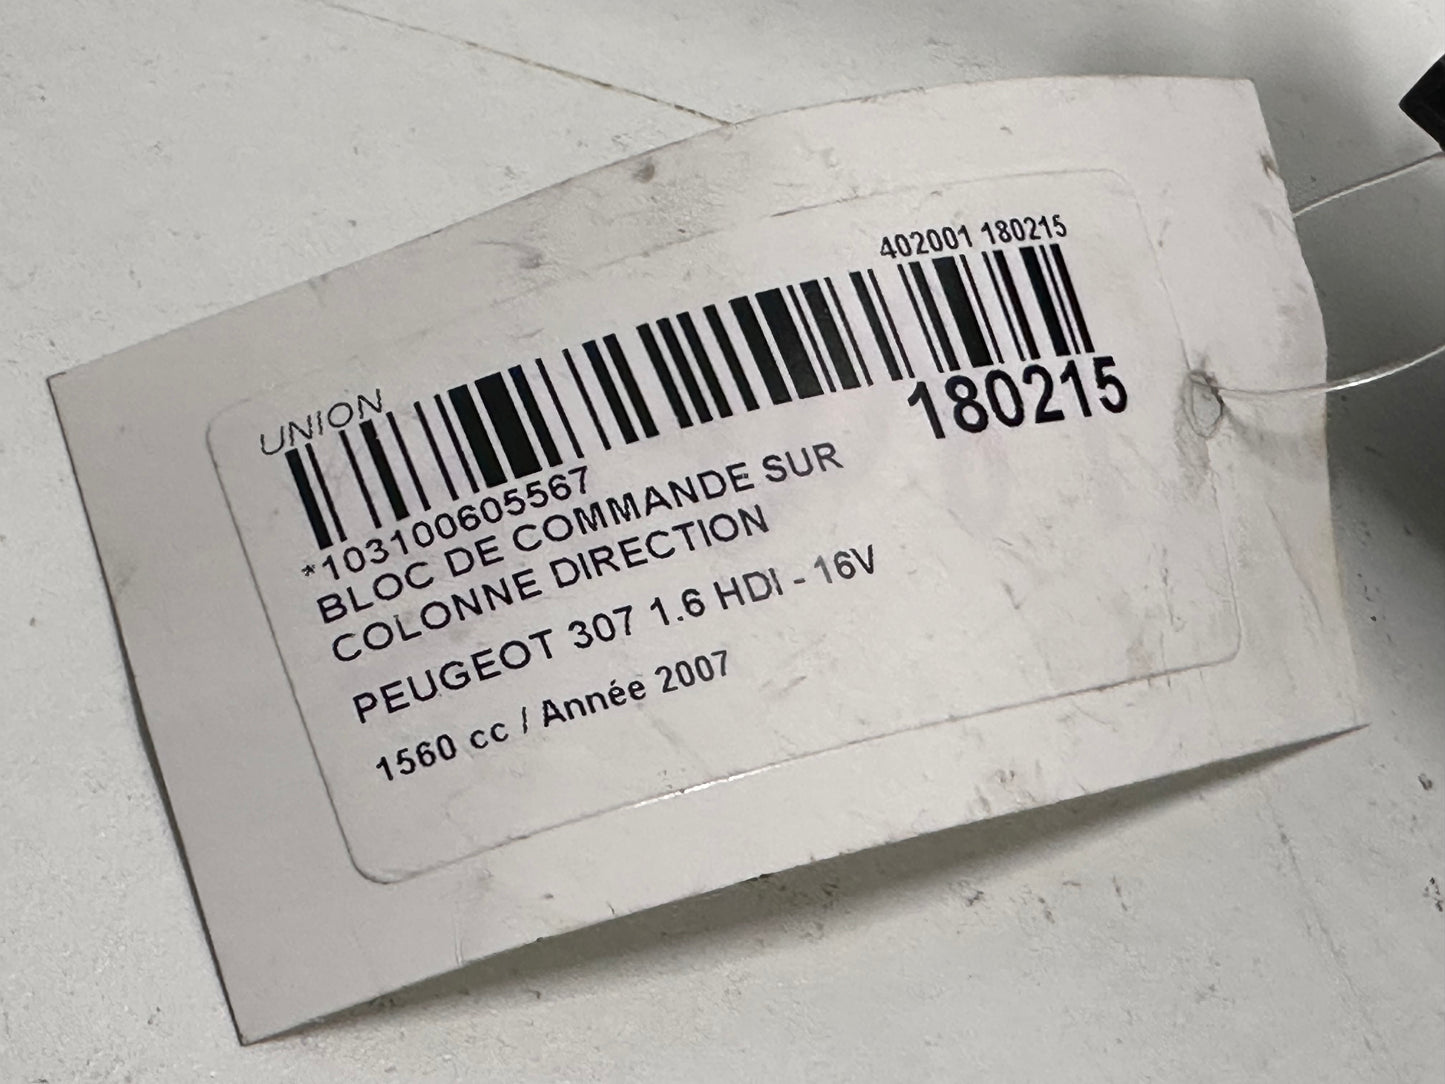 402001 180215
UNION
180215
*103100605567
BLOC DE COMMANDE SUR
COLONNE DIRECTION
PEUGEOT 307 1.6 HDI - 16V
1560 cc / Année 2007